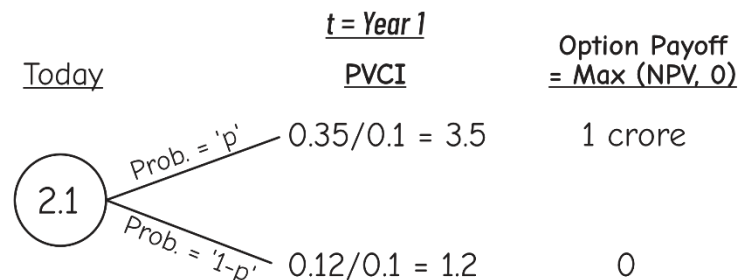 t = Year 1
Today
PVCI
Option Payoff
= Max (NPV, 0)
Prob. = 'p'
0.35/0.1 = 3.5
1 crore
2.1
Prob. = '1-p'
0.12/0.1 = 1.2
0